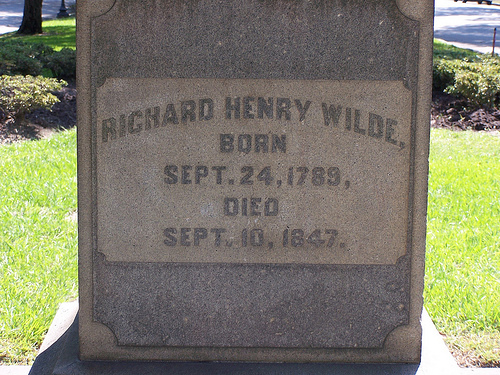 RICHARD HENRY WILDE,
BORN
SEPT. 24, 1789,
DIED
SEPT. 10, 1847.